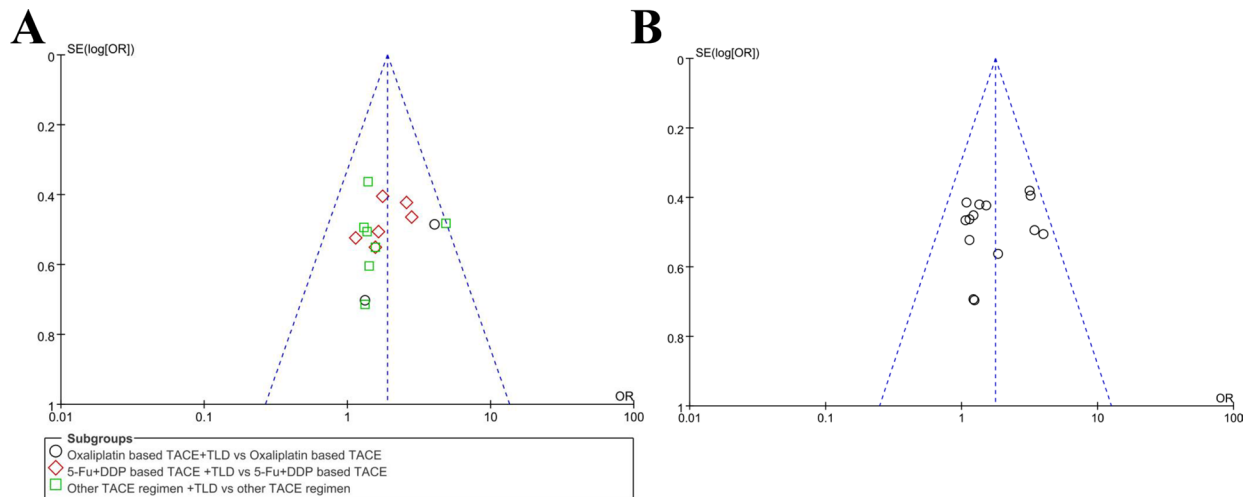 A
SE(log[OR])
0
0.2
0.4
0.6
0.8
1
OR
0.01
0.1
1
10
100
Subgroups
Oxaliplatin based TACE+TLD vs Oxaliplatin based TACE
5-Fu+DDP based TACE +TLD vs 5-Fu+DDP based TACE
Other TACE regimen +TLD vs other TACE regimen
B
SE(log[OR])
0
0.2
0.4
0.6
0.8
1
OR
0.01
0.1
1
10
100